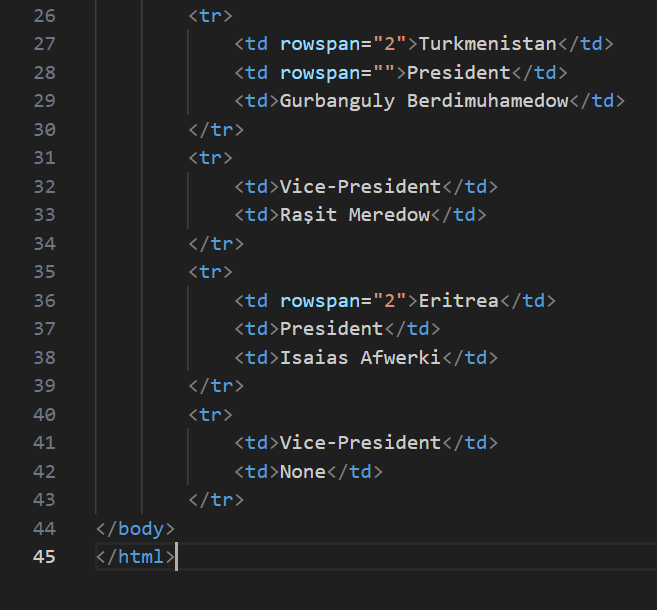 26 <tr>
27 <td rowspan="2">Turkmenistan</td>
28 <td rowspan="">President</td>
29 <td>Gurbanguly Berdimuhamedow</td>
30 </tr>
31 <tr>
32 <td>Vice-President</td>
33 <td>Raşit Meredow</td>
34 </tr>
35 <tr>
36 <td rowspan="2">Eritrea</td>
37 <td>President</td>
38 <td>Isaias Afwerki</td>
39 </tr>
40 <tr>
41 <td>Vice-President</td>
42 <td>None</td>
43 </tr>
44 </body>
45 </html>